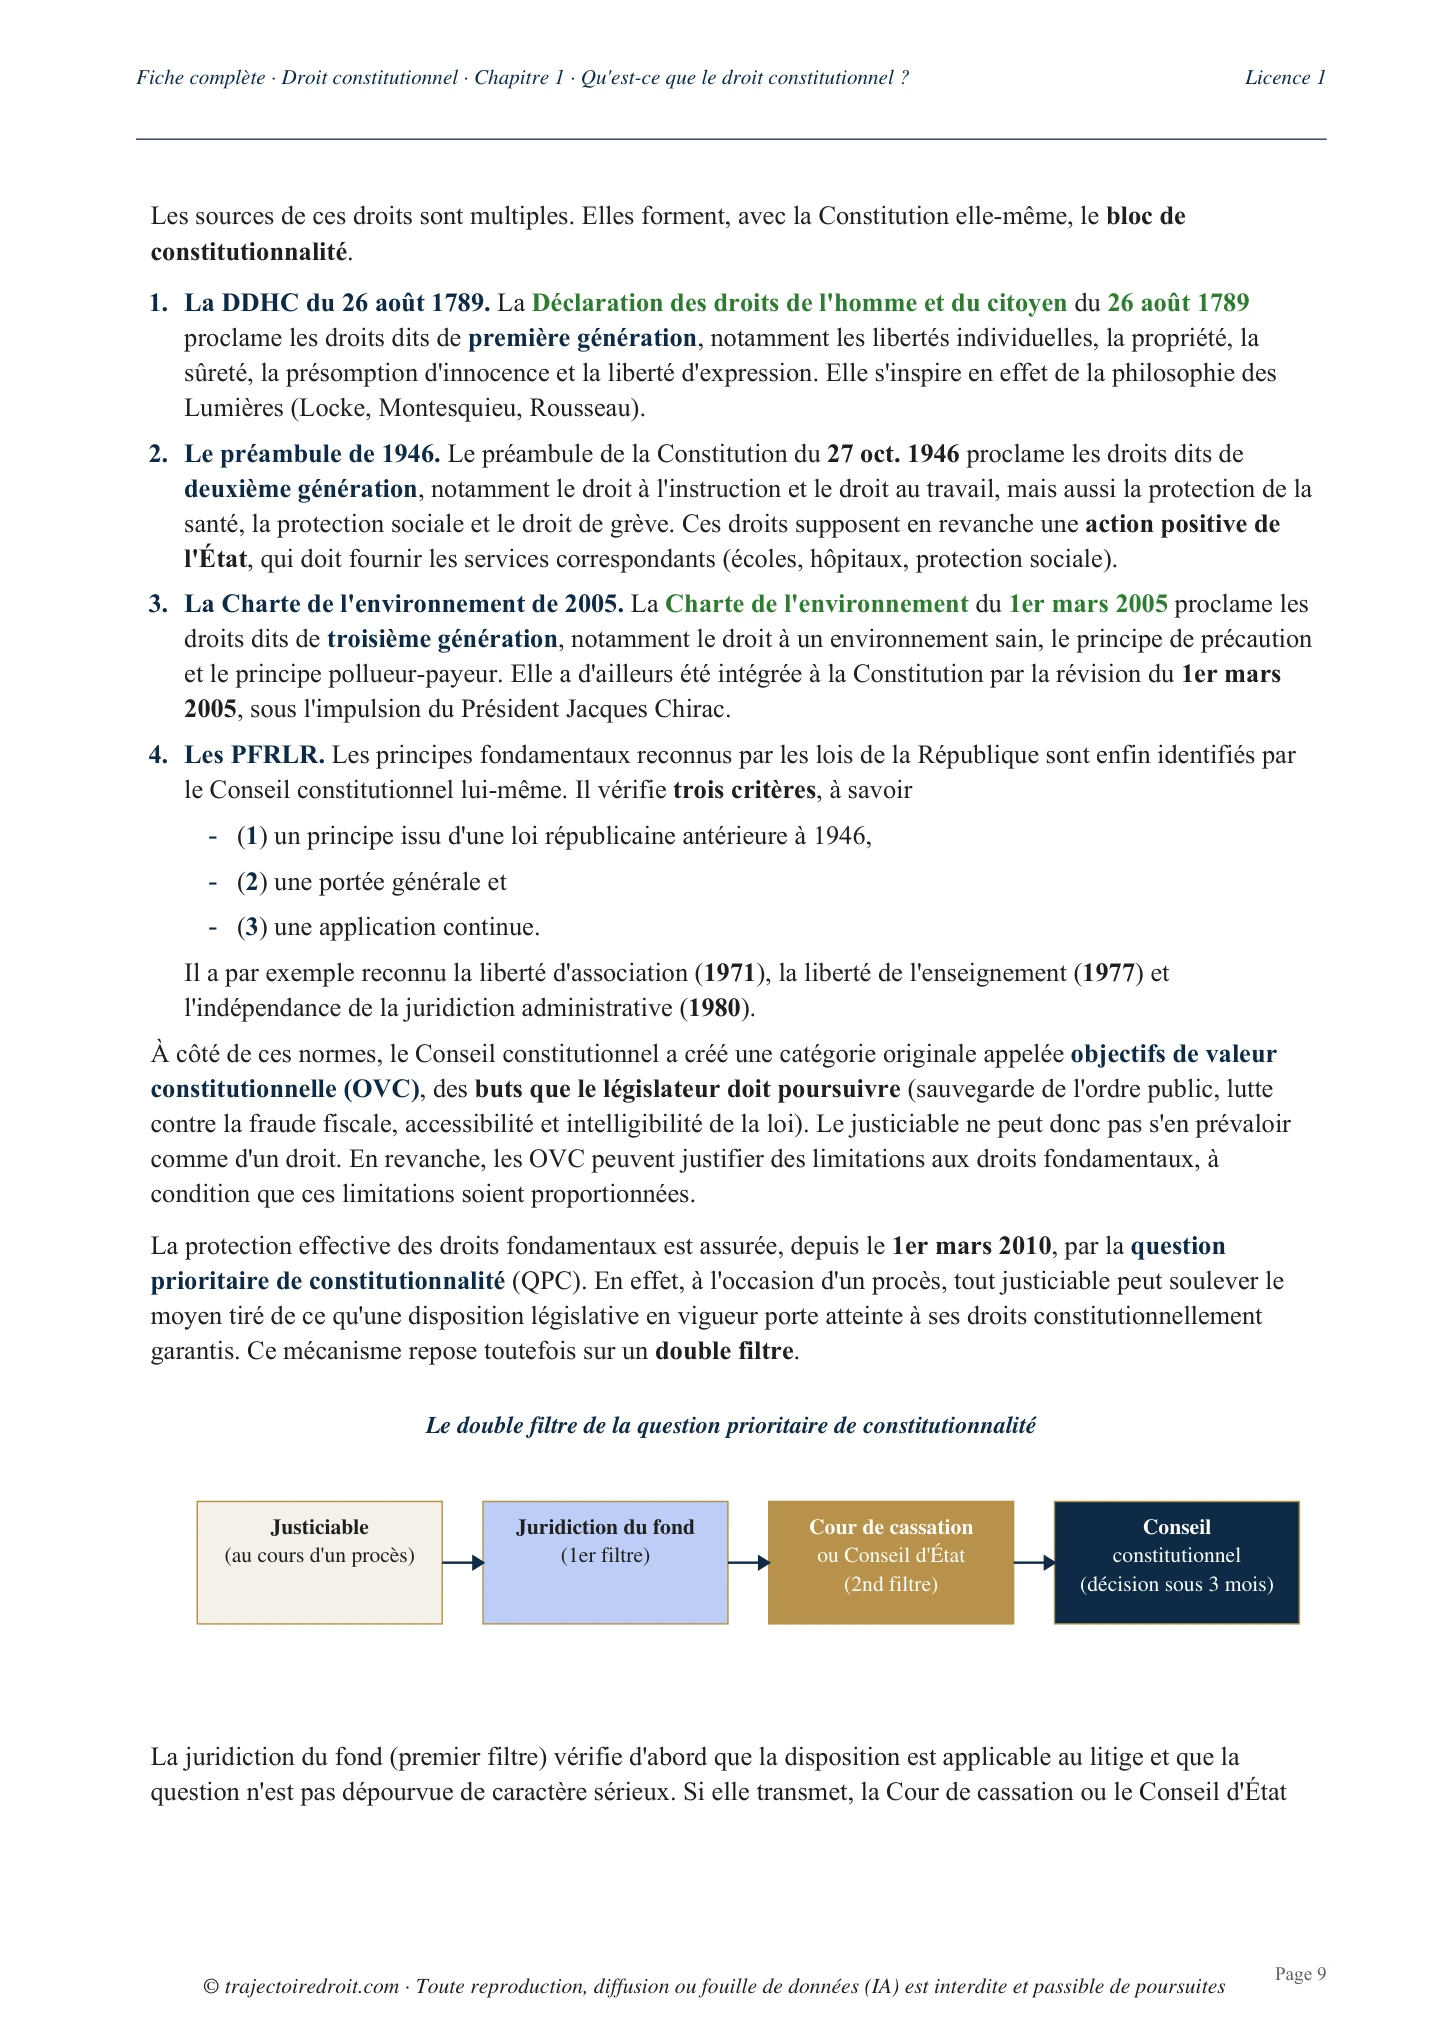 Fiche complète · Droit constitutionnel · Chapitre 1 · Qu'est-ce que le droit constitutionnel ?
Licence 1
Les sources de ces droits sont multiples. Elles forment, avec la Constitution elle-même, le bloc de
constitutionnalité.
1. La DDHC du 26 août 1789. La Déclaration des droits de l'homme et du citoyen du 26 août 1789
proclame les droits dits de première génération, notamment les libertés individuelles, la propriété, la
sûreté, la présomption d'innocence et la liberté d'expression. Elle s'inspire en effet de la philosophie des
Lumières (Locke, Montesquieu, Rousseau).
2. Le préambule de 1946. Le préambule de la Constitution du 27 oct. 1946 proclame les droits dits de
deuxième génération, notamment le droit à l'instruction et le droit au travail, mais aussi la protection de la
santé, la protection sociale et le droit de grève. Ces droits supposent en revanche une action positive de
l'État, qui doit fournir les services correspondants (écoles, hôpitaux, protection sociale).
3. La Charte de l'environnement de 2005. La Charte de l'environnement du 1er mars 2005 proclame les
droits dits de troisième génération, notamment le droit à un environnement sain, le principe de précaution
et le principe pollueur-payeur. Elle a d'ailleurs été intégrée à la Constitution par la révision du 1er mars
2005, sous l'impulsion du Président Jacques Chirac.
4. Les PFRLR. Les principes fondamentaux reconnus par les lois de la République sont enfin identifiés par
le Conseil constitutionnel lui-même. Il vérifie trois critères, à savoir
- (1) un principe issu d'une loi républicaine antérieure à 1946,
- (2) une portée générale et
- (3) une application continue.
Il a par exemple reconnu la liberté d'association (1971), la liberté de l'enseignement (1977) et
l'indépendance de la juridiction administrative (1980).
À côté de ces normes, le Conseil constitutionnel a créé une catégorie originale appelée objectifs de valeur
constitutionnelle (OVC), des buts que le législateur doit poursuivre (sauvegarde de l'ordre public, lutte
contre la fraude fiscale, accessibilité et intelligibilité de la loi). Le justiciable ne peut donc pas s'en prévaloir
comme d'un droit. En revanche, les OVC peuvent justifier des limitations aux droits fondamentaux, à
condition que ces limitations soient proportionnées.
La protection effective des droits fondamentaux est assurée, depuis le 1er mars 2010, par la question
prioritaire de constitutionnalité (QPC). En effet, à l'occasion d'un procès, tout justiciable peut soulever le
moyen tiré de ce qu'une disposition législative en vigueur porte atteinte à ses droits constitutionnellement
garantis. Ce mécanisme repose toutefois sur un double filtre.
Le double filtre de la question prioritaire de constitutionnalité
Justiciable
(au cours d'un procès)
Juridiction du fond
(1er filtre)
Cour de cassation
ou Conseil d'État
(2nd filtre)
Conseil
constitutionnel
(décision sous 3 mois)
La juridiction du fond (premier filtre) vérifie d'abord que la disposition est applicable au litige et que la
question n'est pas dépourvue de caractère sérieux. Si elle transmet, la Cour de cassation ou le Conseil d'État
© trajectoiredroit.com · Toute reproduction, diffusion ou fouille de données (IA) est interdite et passible de poursuites
Page 9